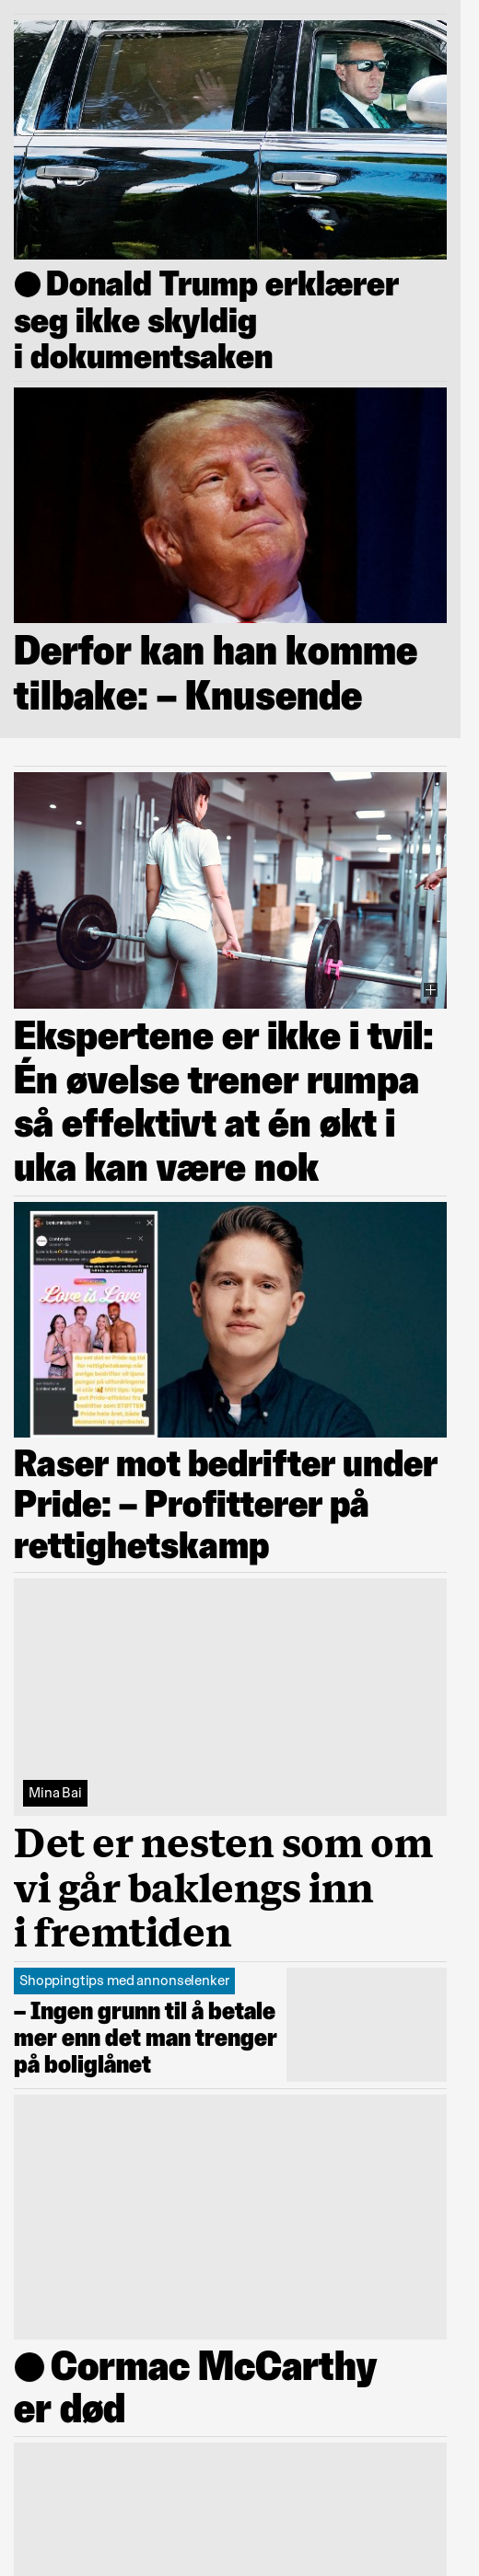 Donald Trump erklærer
seg ikke skyldig
i dokumentsaken
Derfor kan han komme
tilbake: – Knusende
Ekspertene er ikke i tvil:
Én øvelse trener rumpa
så effektivt at én økt i
uka kan være nok
Love is Love
Raser mot bedrifter under
Pride: – Profitterer på
rettighetskamp
Mina Bai
Det er nesten som om
vi går baklengs inn
i fremtiden
Shoppingtips med annonselenker
– Ingen grunn til å betale
mer enn det man trenger
på boliglånet
Cormac McCarthy
er død